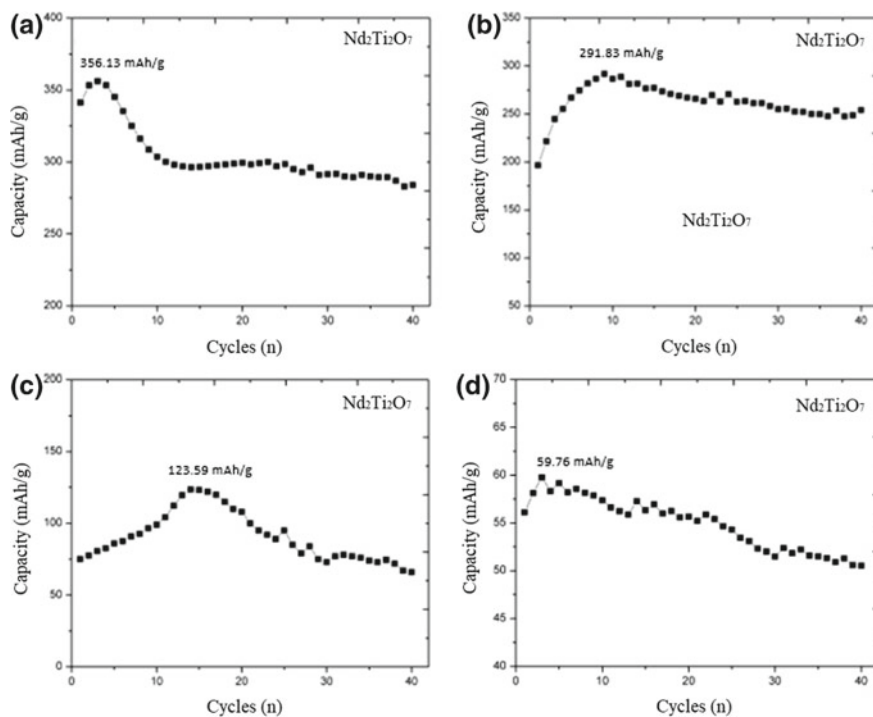 (a)
Nd₂Ti₂O₇
356.13 mAh/g
Capacity (mAh/g)
400
350
300
250
200
0 10 20 30 40
Cycles (n)
(b)
Nd₂Ti₂O₇
291.83 mAh/g
Nd₂Ti₂O₇
Capacity (mAh/g)
350
300
250
200
150
100
50
0 10 20 30 40
Cycles (n)
(c)
Nd₂Ti₂O₇
123.59 mAh/g
Capacity (mAh/g)
200
150
100
50
0
0 10 20 30 40
Cycles (n)
(d)
Nd₂Ti₂O₇
59.76 mAh/g
Capacity (mAh/g)
70
65
60
55
50
45
40
0 10 20 30 40
Cycles (n)